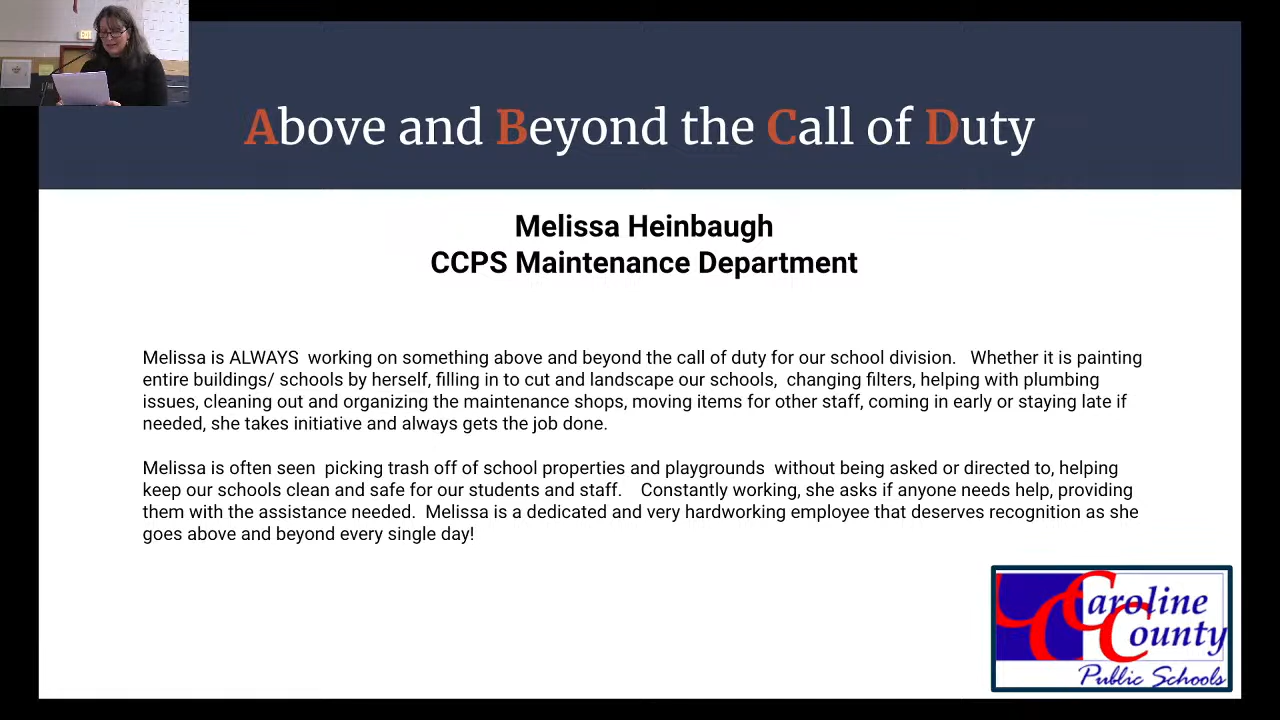 Above and Beyond the Call of Duty
Melissa Heinbaugh
CCPS Maintenance Department
Melissa is ALWAYS working on something above and beyond the call of duty for our school division. Whether it is painting
entire buildings/ schools by herself, filling in to cut and landscape our schools, changing filters, helping with plumbing
issues, cleaning out and organizing the maintenance shops, moving items for other staff, coming in early or staying late if
needed, she takes initiative and always gets the job done.
Melissa is often seen picking trash off of school properties and playgrounds without being asked or directed to, helping
keep our schools clean and safe for our students and staff. Constantly working, she asks if anyone needs help, providing
them with the assistance needed. Melissa is a dedicated and very hardworking employee that deserves recognition as she
goes above and beyond every single day!
Caroline
County
Public Schools